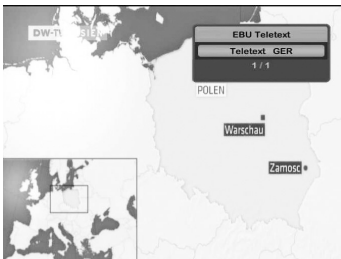 DW-TV
EBU Teletext
Teletext GER
1 / 1
POLEN
Warschau
Zamosc